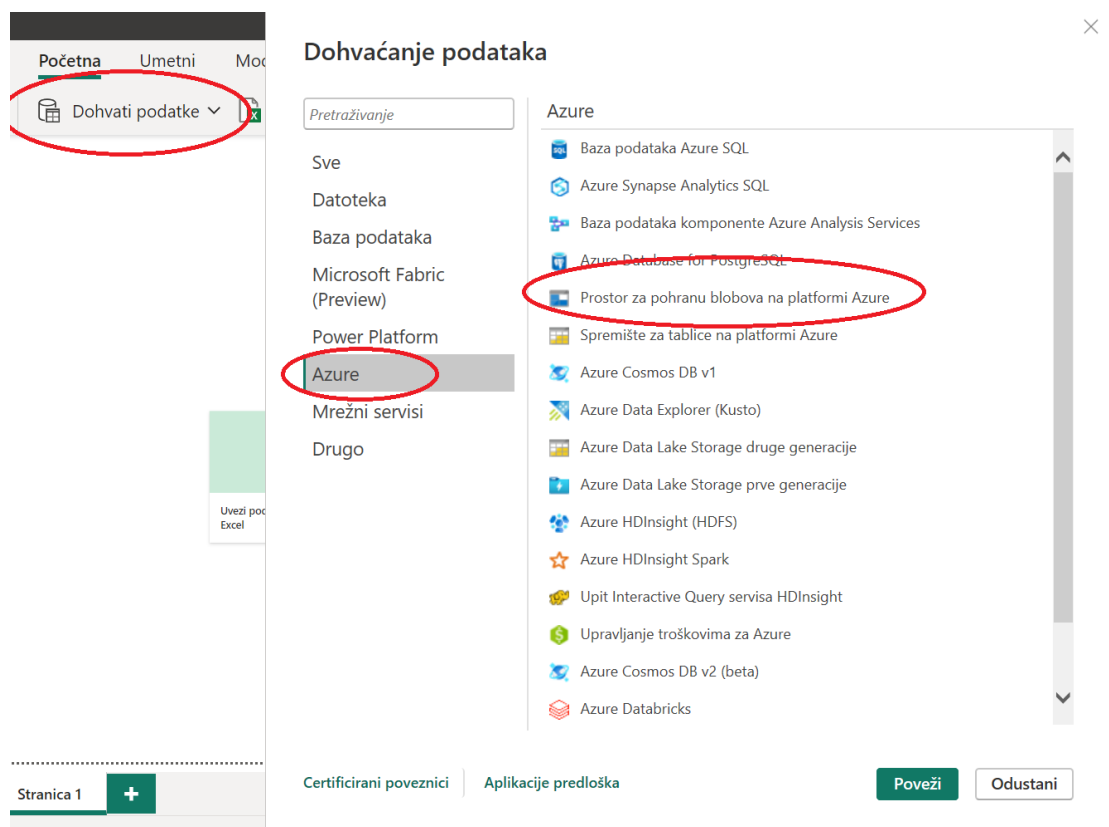 Početna Umetni Moc
Dohvati podatke
Uvezi poc
Excel
Stranica 1 +
Dohvaćanje podataka
Pretraživanje
Sve
Datoteka
Baza podataka
Microsoft Fabric
(Preview)
Power Platform
Azure
Mrežni servisi
Drugo
Azure
Baza podataka Azure SQL
Azure Synapse Analytics SQL
Baza podataka komponente Azure Analysis Services
Azure Database for PostgreSQL
Prostor za pohranu blobova na platformi Azure
Spremište za tablice na platformi Azure
Azure Cosmos DB v1
Azure Data Explorer (Kusto)
Azure Data Lake Storage druge generacije
Azure Data Lake Storage prve generacije
Azure HDInsight (HDFS)
Azure HDInsight Spark
Upit Interactive Query servisa HDInsight
Upravljanje troškovima za Azure
Azure Cosmos DB v2 (beta)
Azure Databricks
Certificirani poveznici Aplikacije predloška
Poveži Odustani